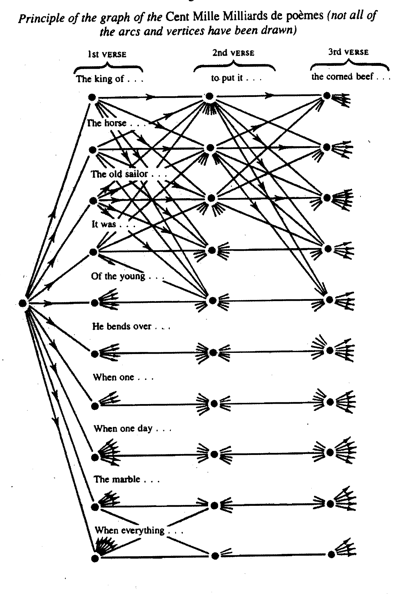 Principle of the graph of the Cent Mille Milliards de poèmes (not all of
the arcs and vertices have been drawn)
1st VERSE 2nd VERSE 3rd VERSE
The king of . . . to put it . . . the corned beef . . .
The horse . . .
The old sailor . . .
It was . . .
Of the young . . .
He bends over . . .
When one . . .
When one day . . .
The marble . . .
When everything . . .